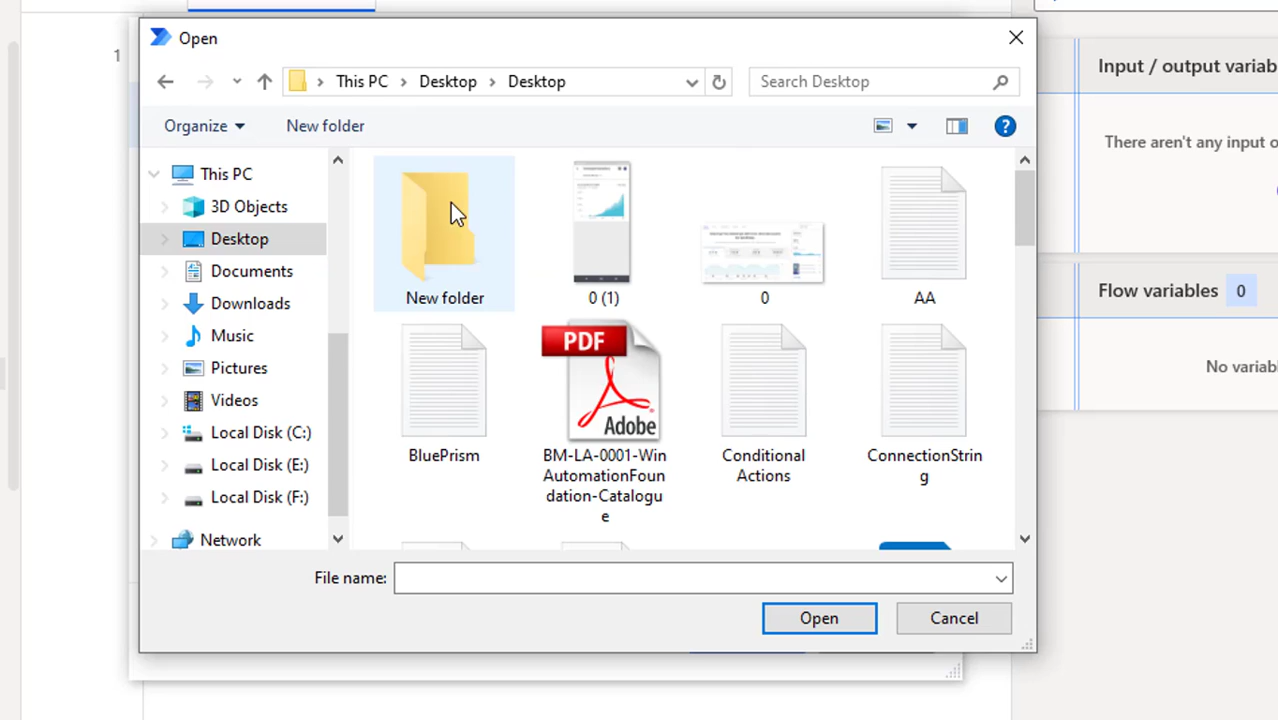 1
Open
This PC
Desktop
Desktop
Search Desktop
Organize
New folder
This PC
3D Objects
Desktop
Documents
Downloads
Music
Pictures
Videos
Local Disk (C:)
Local Disk (E:)
Local Disk (F:)
Network
New folder
0 (1)
0
AA
BluePrism
PDF
Adobe
BM-LA-0001-Win
AutomationFoun
dation-Catalogu
e
Conditional
Actions
ConnectionStrin
g
File name:
Open
Cancel
Input / output variab
There aren't any input o
Flow variables 0
No variabl